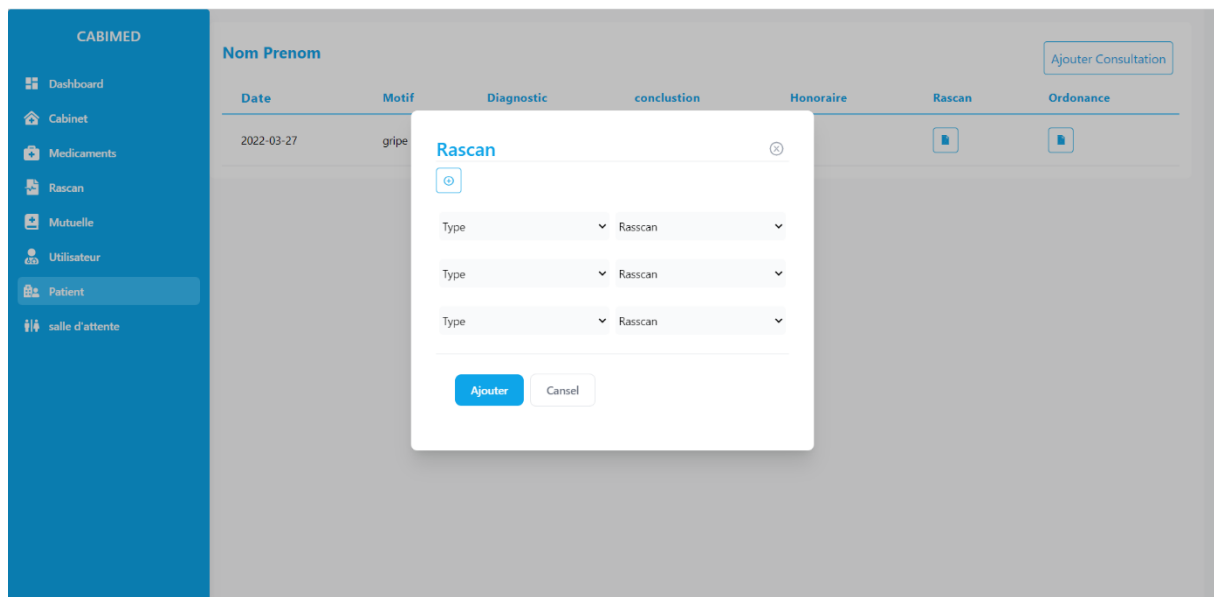 CABIMED
Dashboard
Cabinet
Medicaments
Rascan
Mutuelle
Utilisateur
Patient
salle d'attente
Nom Prenom
Ajouter Consultation
Date Motif Diagnostic conclustion Honoraire Rascan Ordonance
2022-03-27 gripe
Rascan
Type Rasscan
Type Rasscan
Type Rasscan
Ajouter Cansel